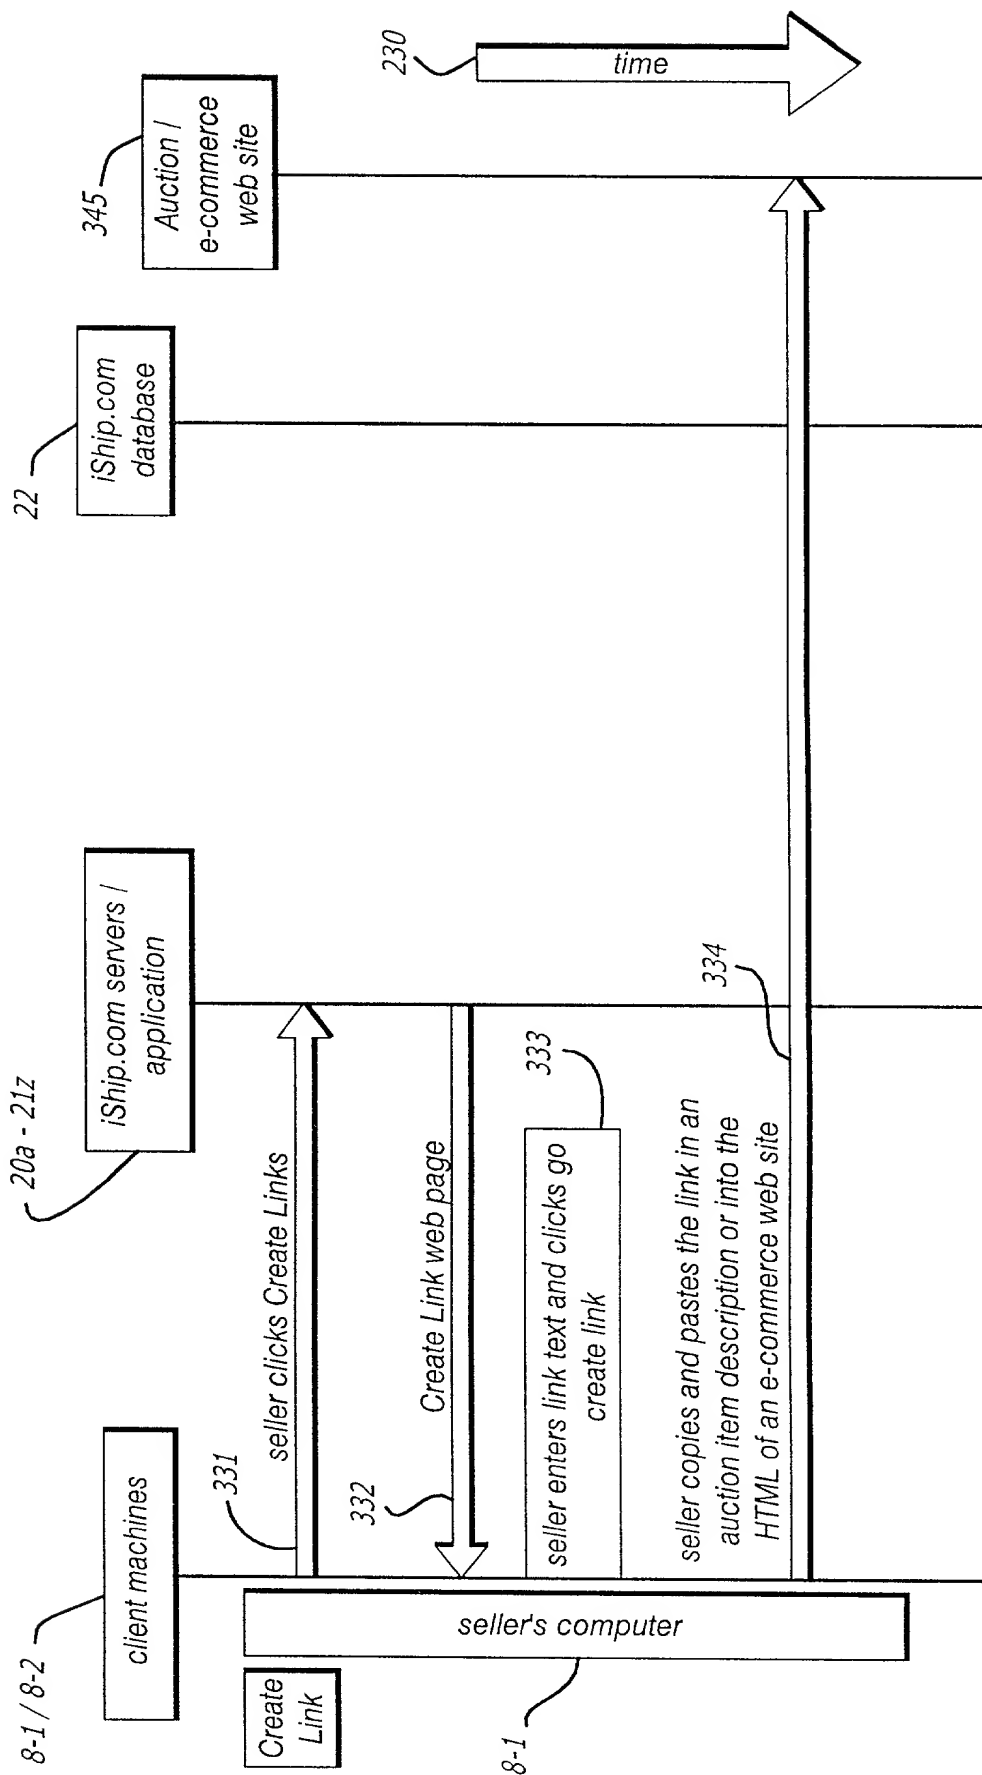 8-1 / 8-2
client machines
20a - 21z
iShip.com servers /
application
22
iShip.com
database
345
Auction /
e-commerce
web site
230
time
Create
Link
8-1
seller's computer
331
seller clicks Create Links
332
Create Link web page
333
seller enters link text and clicks go
create link
334
seller copies and pastes the link in an
auction item description or into the
HTML of an e-commerce web site